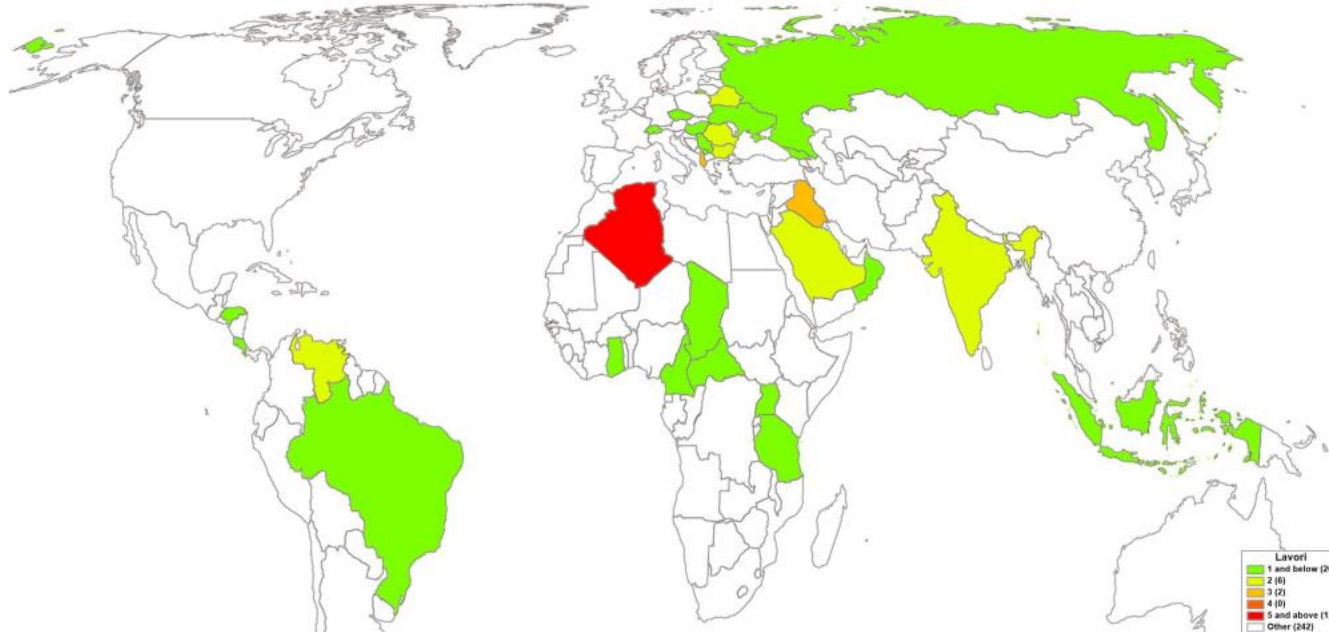 Lavori
1 and below (2
2 (6)
3 (2)
4 (0)
5 and above (1
Other (242)